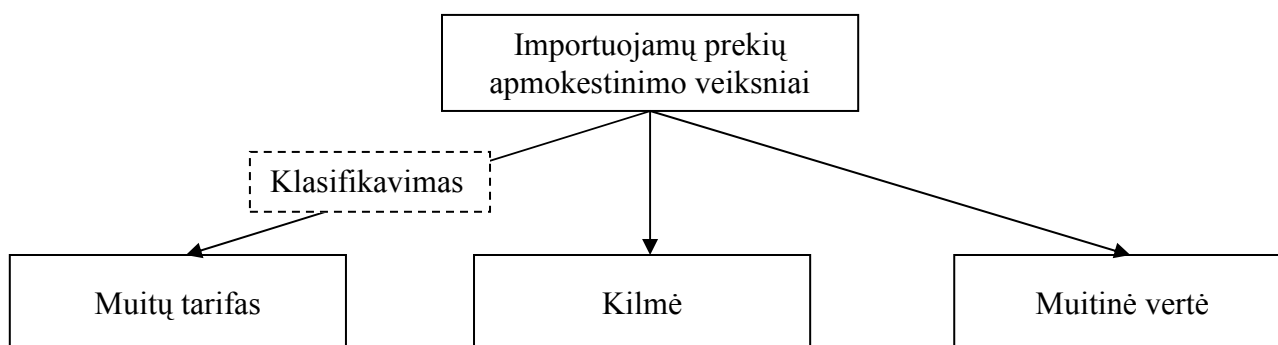 Importuojamų prekių
apmokestinimo veiksniai
Klasifikavimas
Muitų tarifas
Kilmė
Muitinė vertė